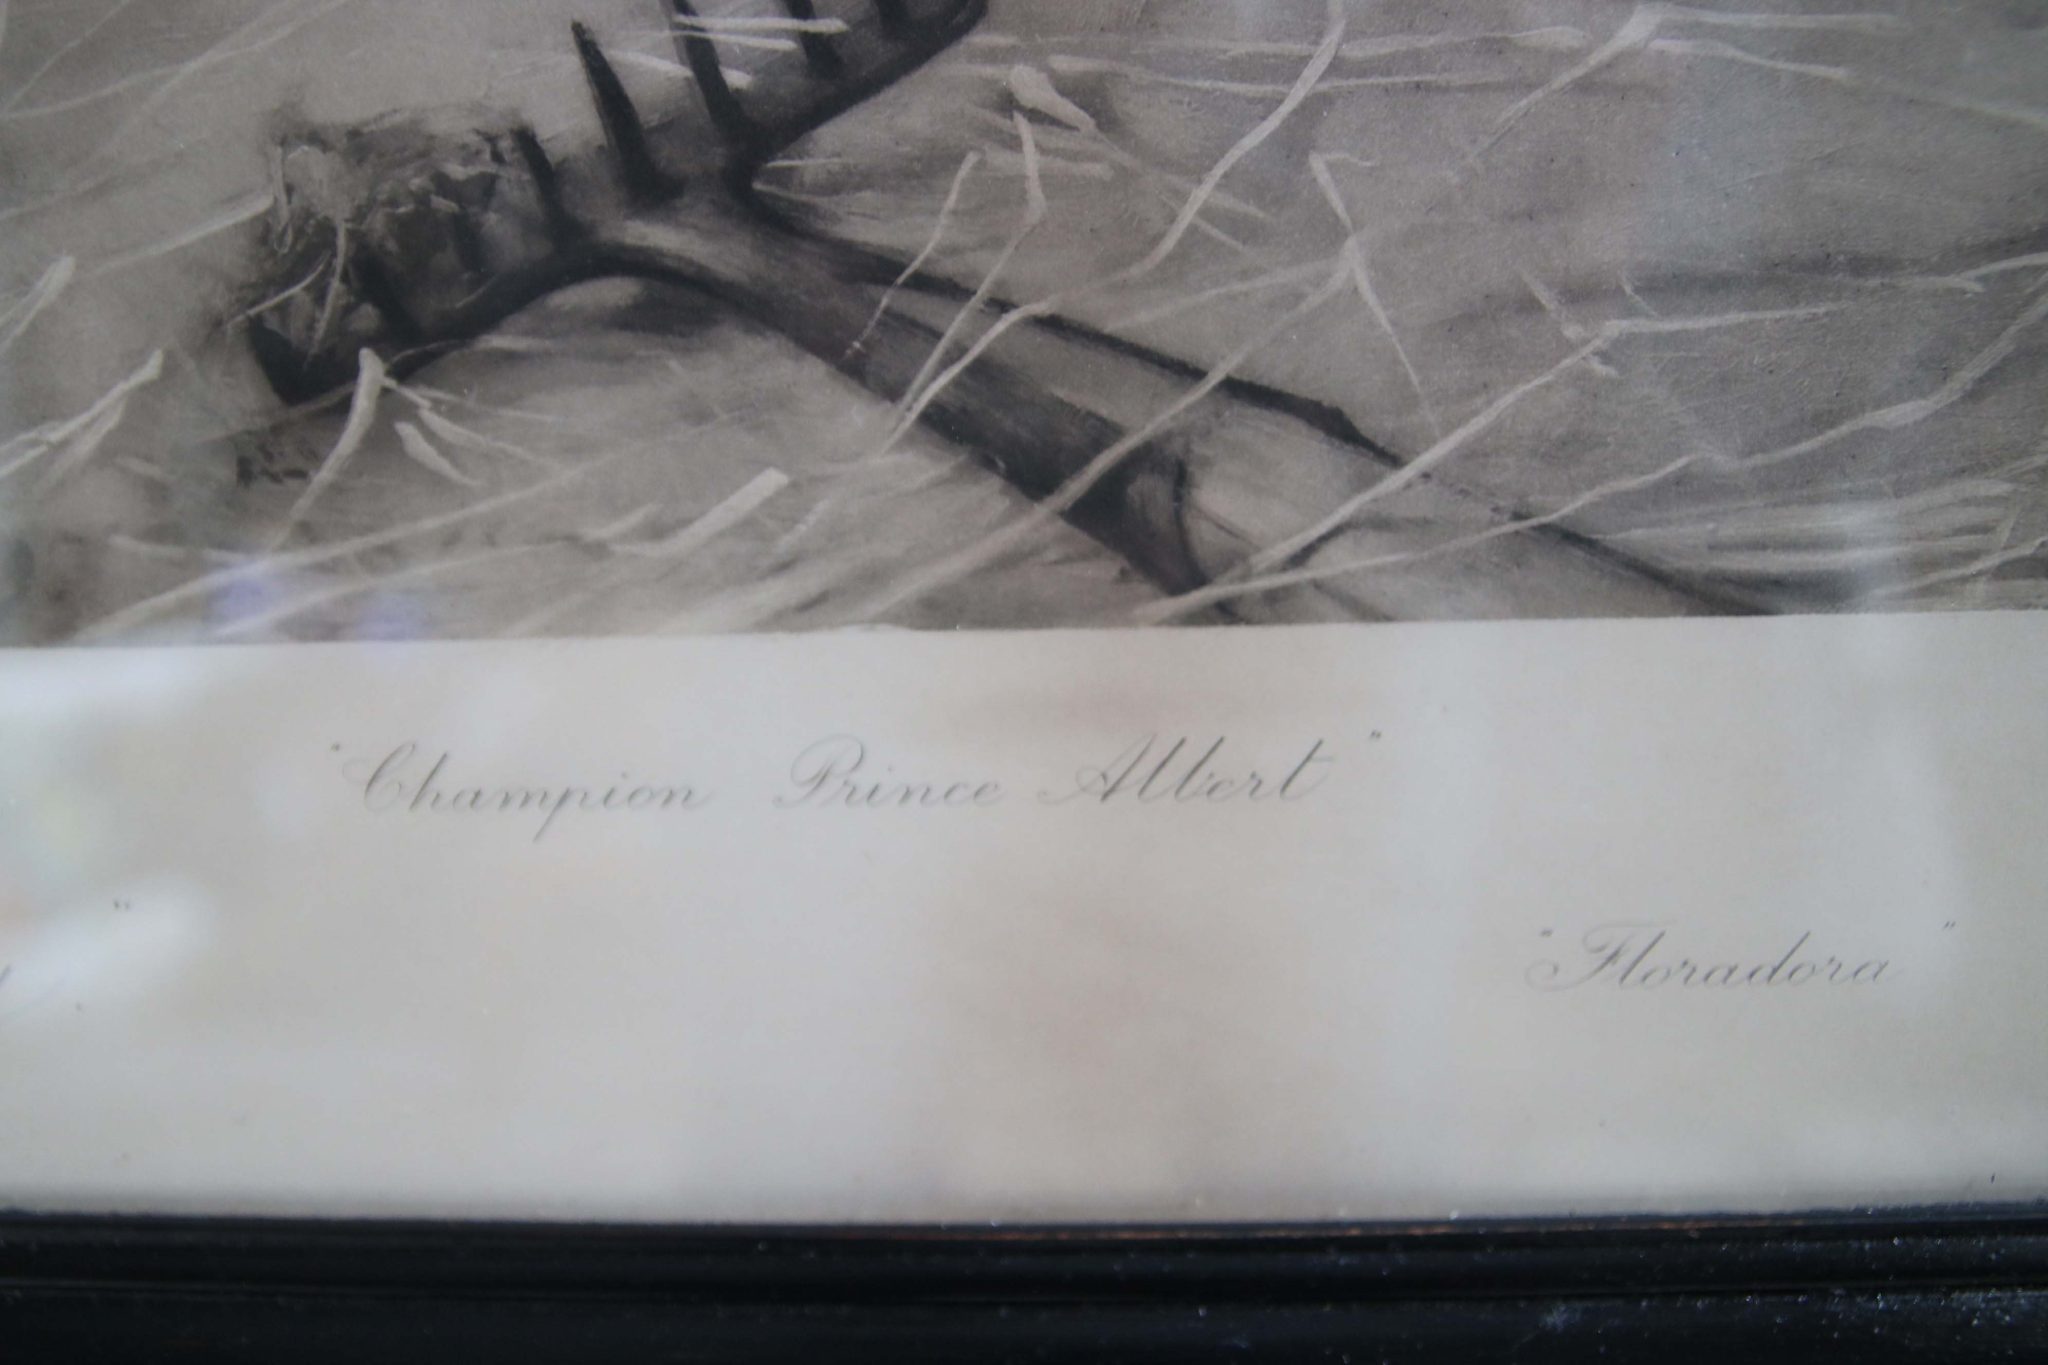 "Champion Prince Albert"
"Floradora"